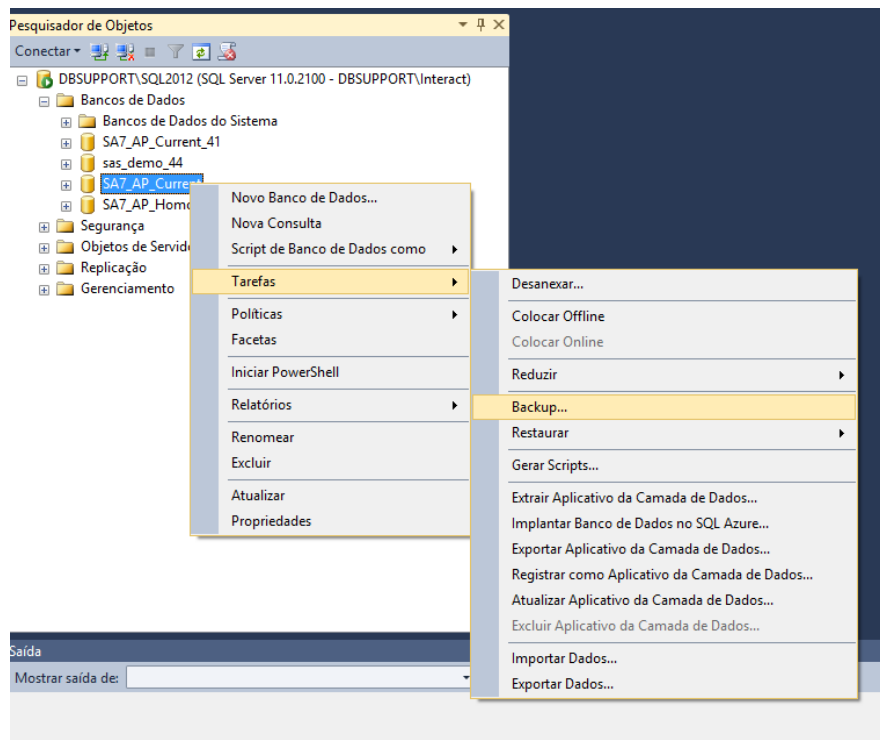 Pesquisador de Objetos
Conectar
DBSUPPORT\SQL2012 (SQL Server 11.0.2100 - DBSUPPORT\Interact)
Bancos de Dados
Bancos de Dados do Sistema
SA7_AP_Current_41
sas_demo_44
SA7_AP_Current
SA7_AP_Homo
Segurança
Objetos de Servido
Replicação
Gerenciamento
Novo Banco de Dados...
Nova Consulta
Script de Banco de Dados como
Tarefas
Políticas
Facetas
Iniciar PowerShell
Relatórios
Renomear
Excluir
Atualizar
Propriedades
Desanexar...
Colocar Offline
Colocar Online
Reduzir
Backup...
Restaurar
Gerar Scripts...
Extrair Aplicativo da Camada de Dados...
Implantar Banco de Dados no SQL Azure...
Exportar Aplicativo da Camada de Dados...
Registrar como Aplicativo da Camada de Dados...
Atualizar Aplicativo da Camada de Dados...
Excluir Aplicativo da Camada de Dados...
Importar Dados...
Exportar Dados...
Saída
Mostrar saída de: